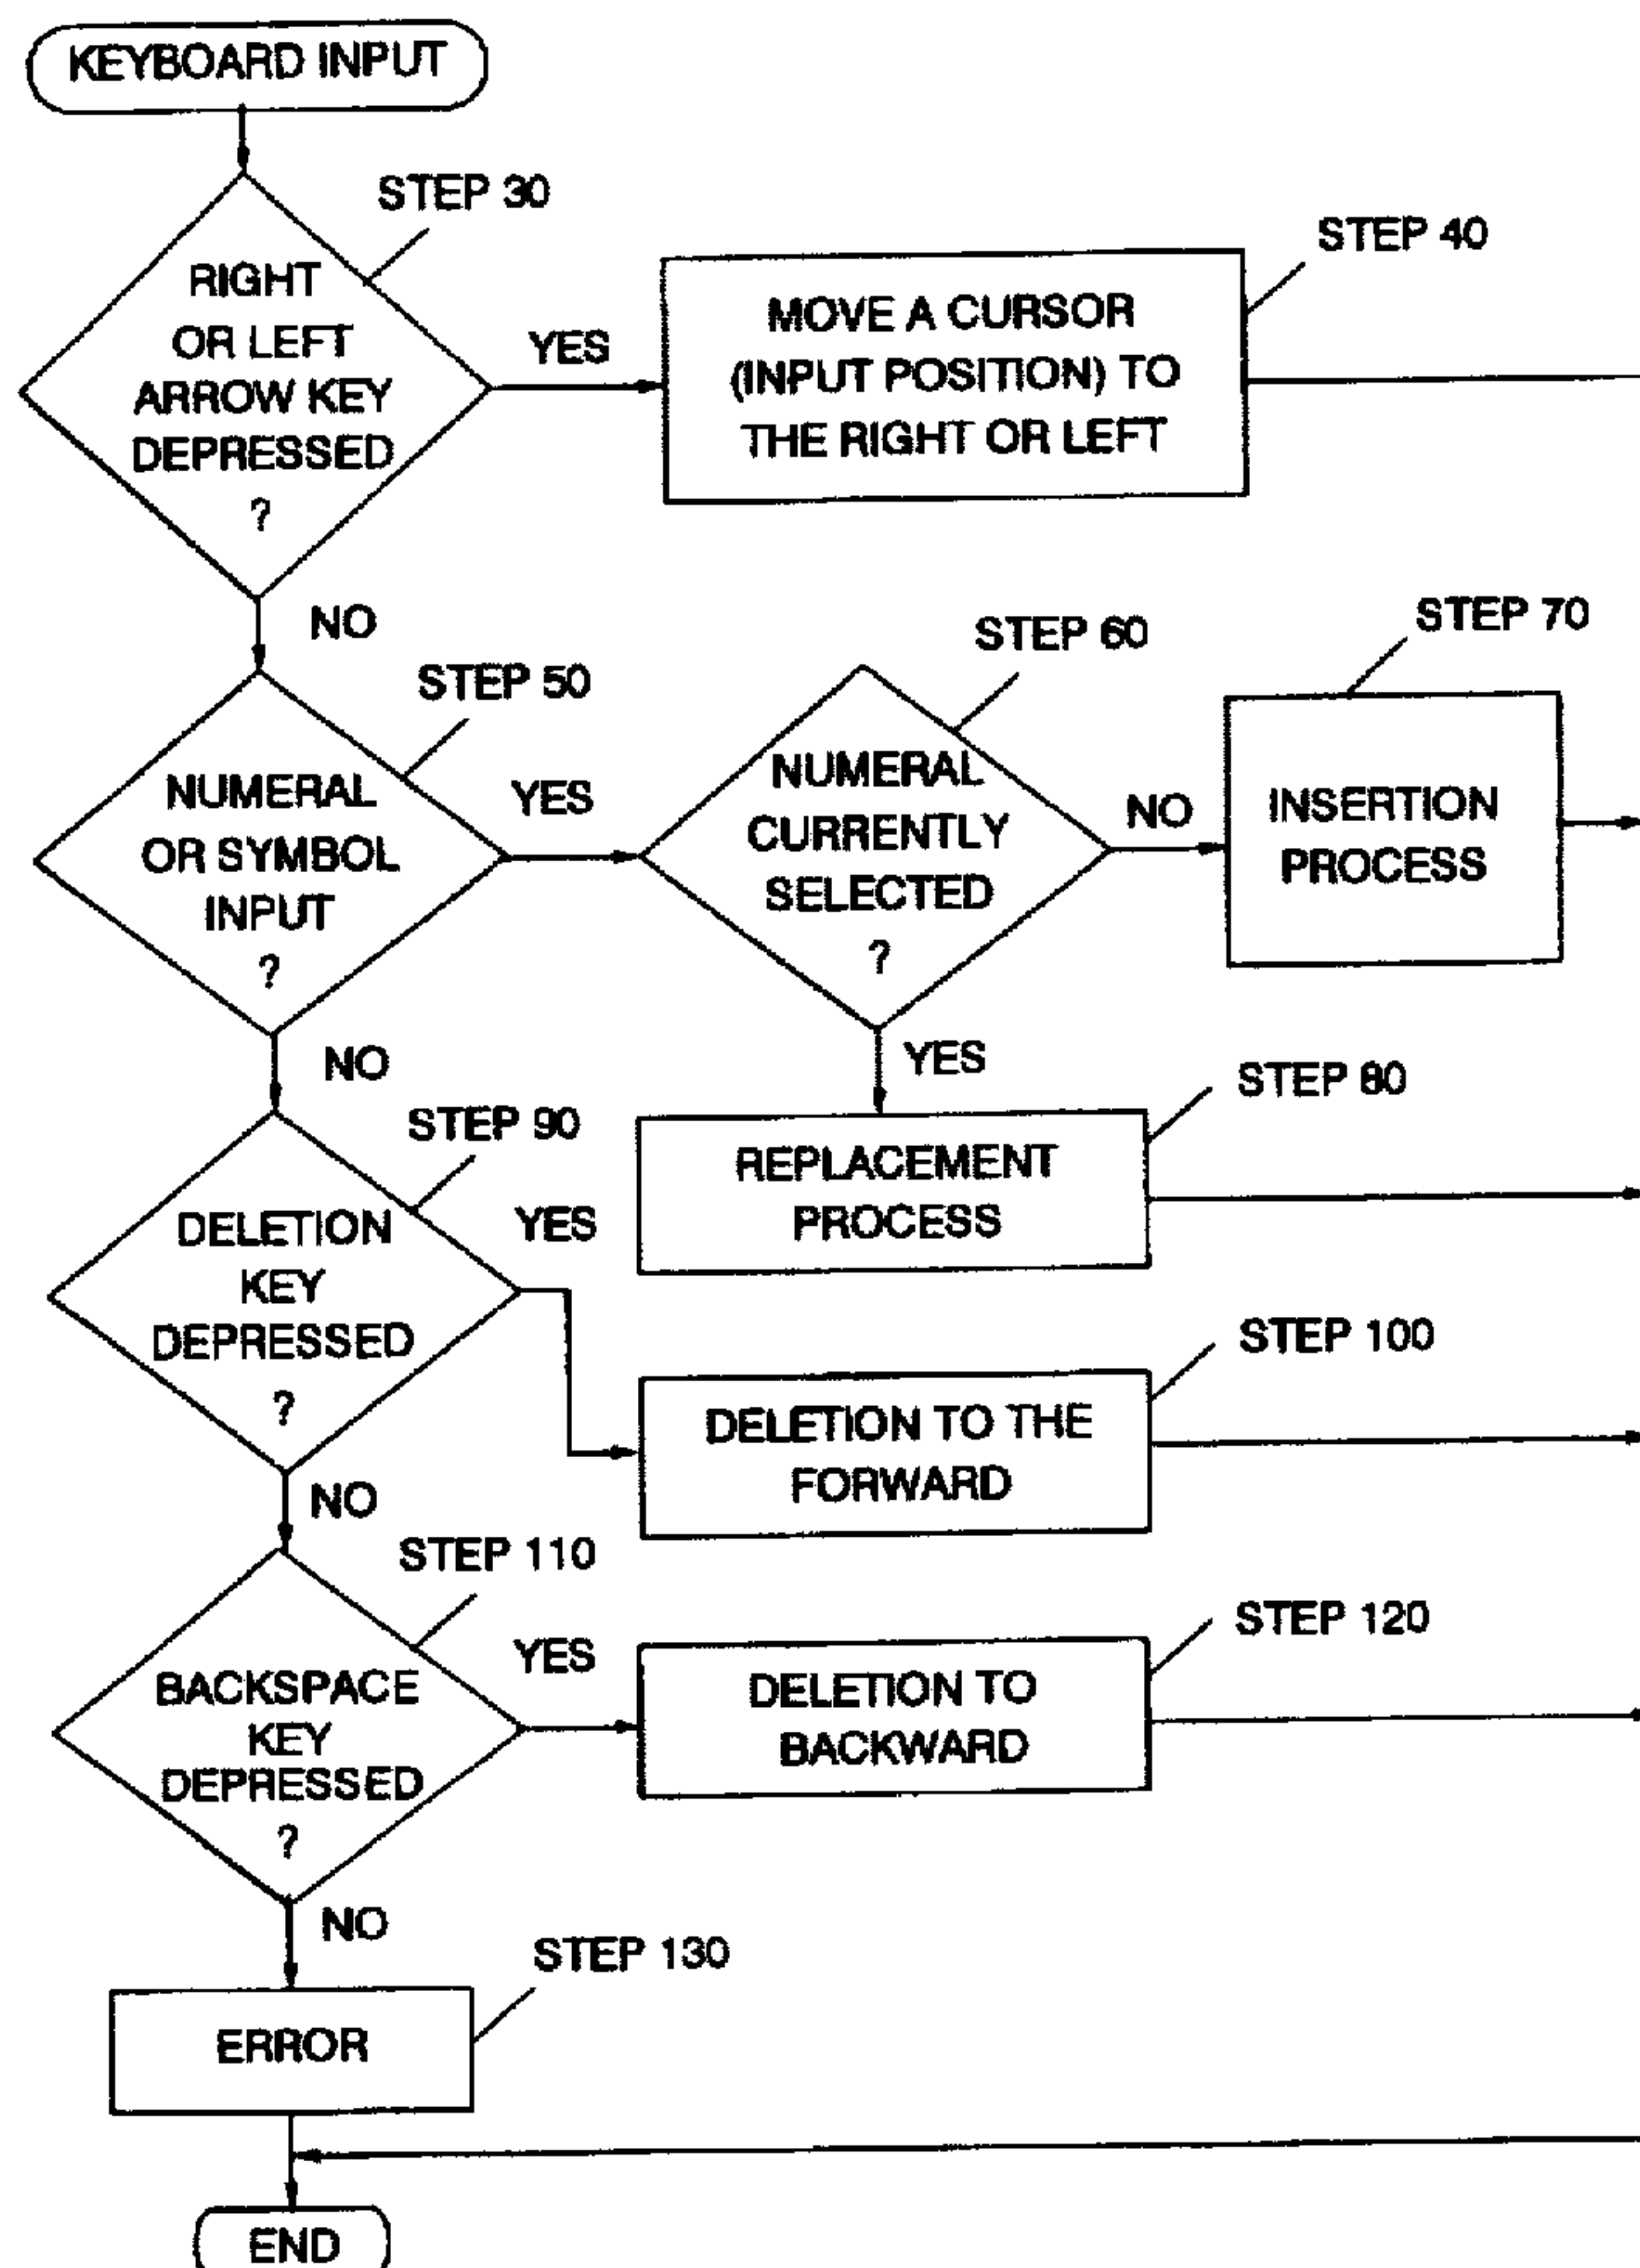 KEYBOARD INPUT
STEP 30
RIGHT
OR LEFT
ARROW KEY
DEPRESSED
?
YES
STEP 40
MOVE A CURSOR
(INPUT POSITION) TO
THE RIGHT OR LEFT
NO
STEP 50
NUMERAL
OR SYMBOL
INPUT
?
YES
STEP 60
NUMERAL
CURRENTLY
SELECTED
?
NO
STEP 70
INSERTION
PROCESS
YES
STEP 80
REPLACEMENT
PROCESS
NO
STEP 90
DELETION
KEY
DEPRESSED
?
YES
STEP 100
DELETION TO THE
FORWARD
NO
STEP 110
BACKSPACE
KEY
DEPRESSED
?
YES
STEP 120
DELETION TO
BACKWARD
NO
STEP 130
ERROR
END